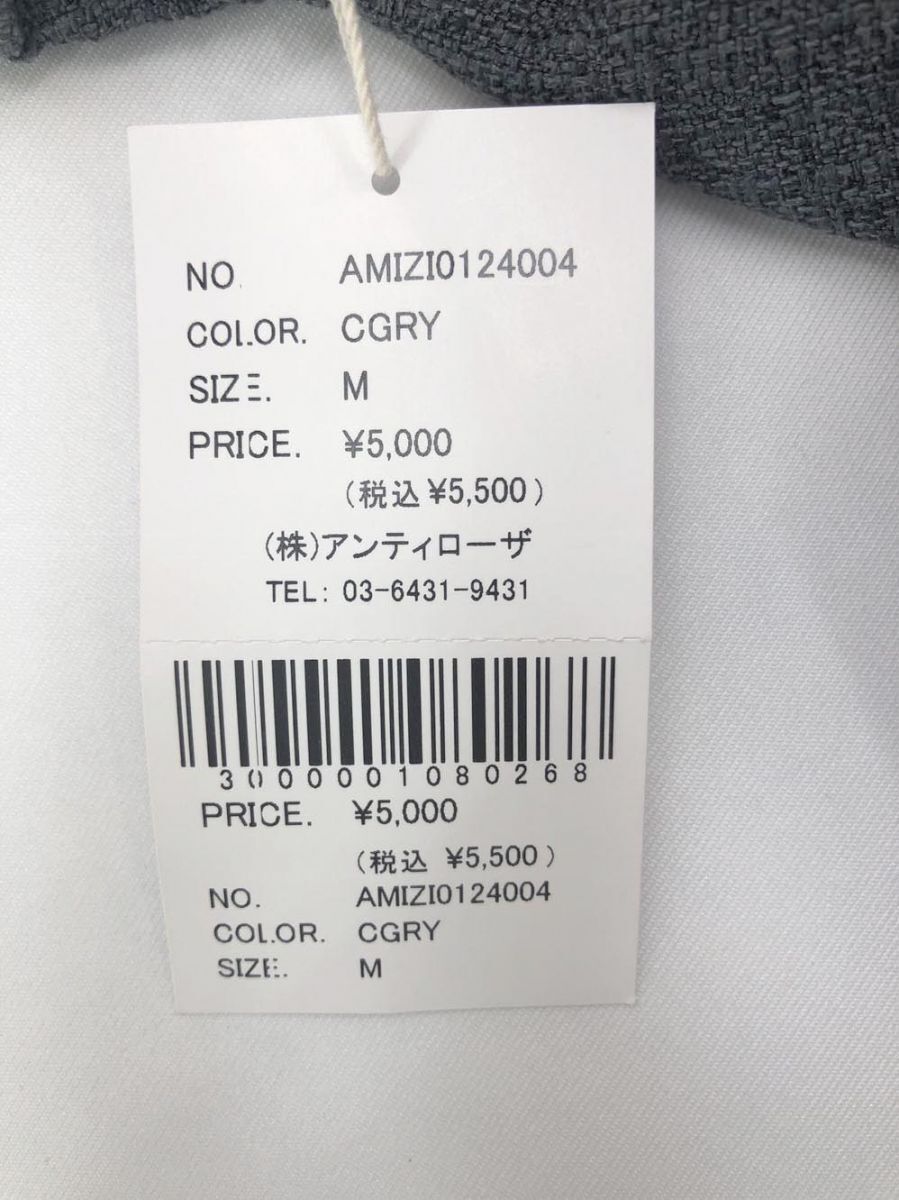 NO. AMIZI0124004
COLOR. CGRY
SIZE. M
PRICE. ¥5,000
(税込 ¥5,500)
(株)アンティローザ
TEL: 03-6431-9431
3000001080268
PRICE. ¥5,000
(税込 ¥5,500)
NO. AMIZI0124004
COLOR. CGRY
SIZE. M